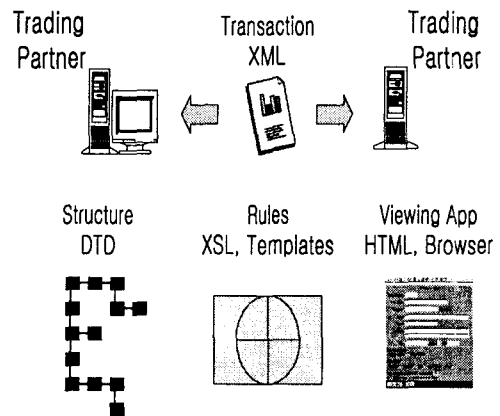 Trading
Partner
Transaction
XML
Trading
Partner
Structure
DTD
Rules
XSL, Templates
Viewing App
HTML, Browser